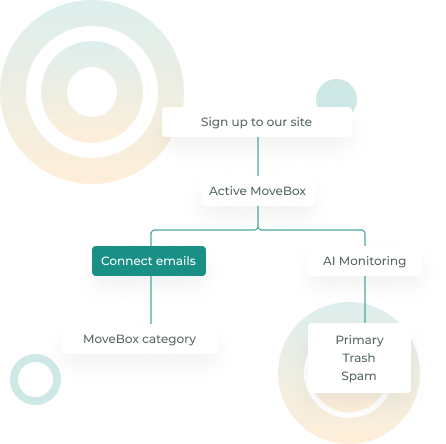 Sign up to our site
Active MoveBox
Connect emails
AI Monitoring
MoveBox category
Primary
Trash
Spam